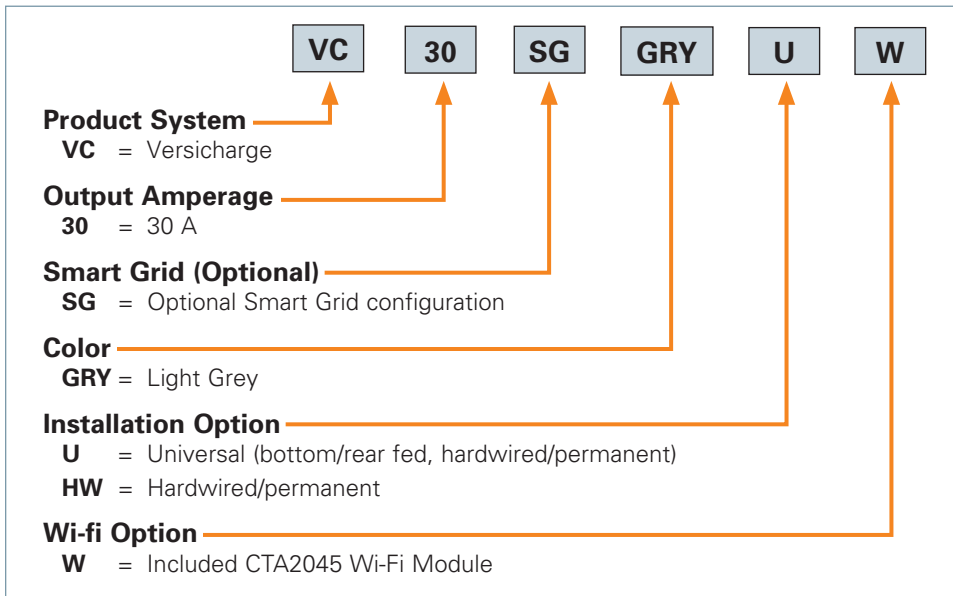 VC 30 SG GRY U W
Product System
VC = Versicharge
Output Amperage
30 = 30 A
Smart Grid (Optional)
SG = Optional Smart Grid configuration
Color
GRY = Light Grey
Installation Option
U = Universal (bottom/rear fed, hardwired/permanent)
HW = Hardwired/permanent
Wi-fi Option
W = Included CTA2045 Wi-Fi Module